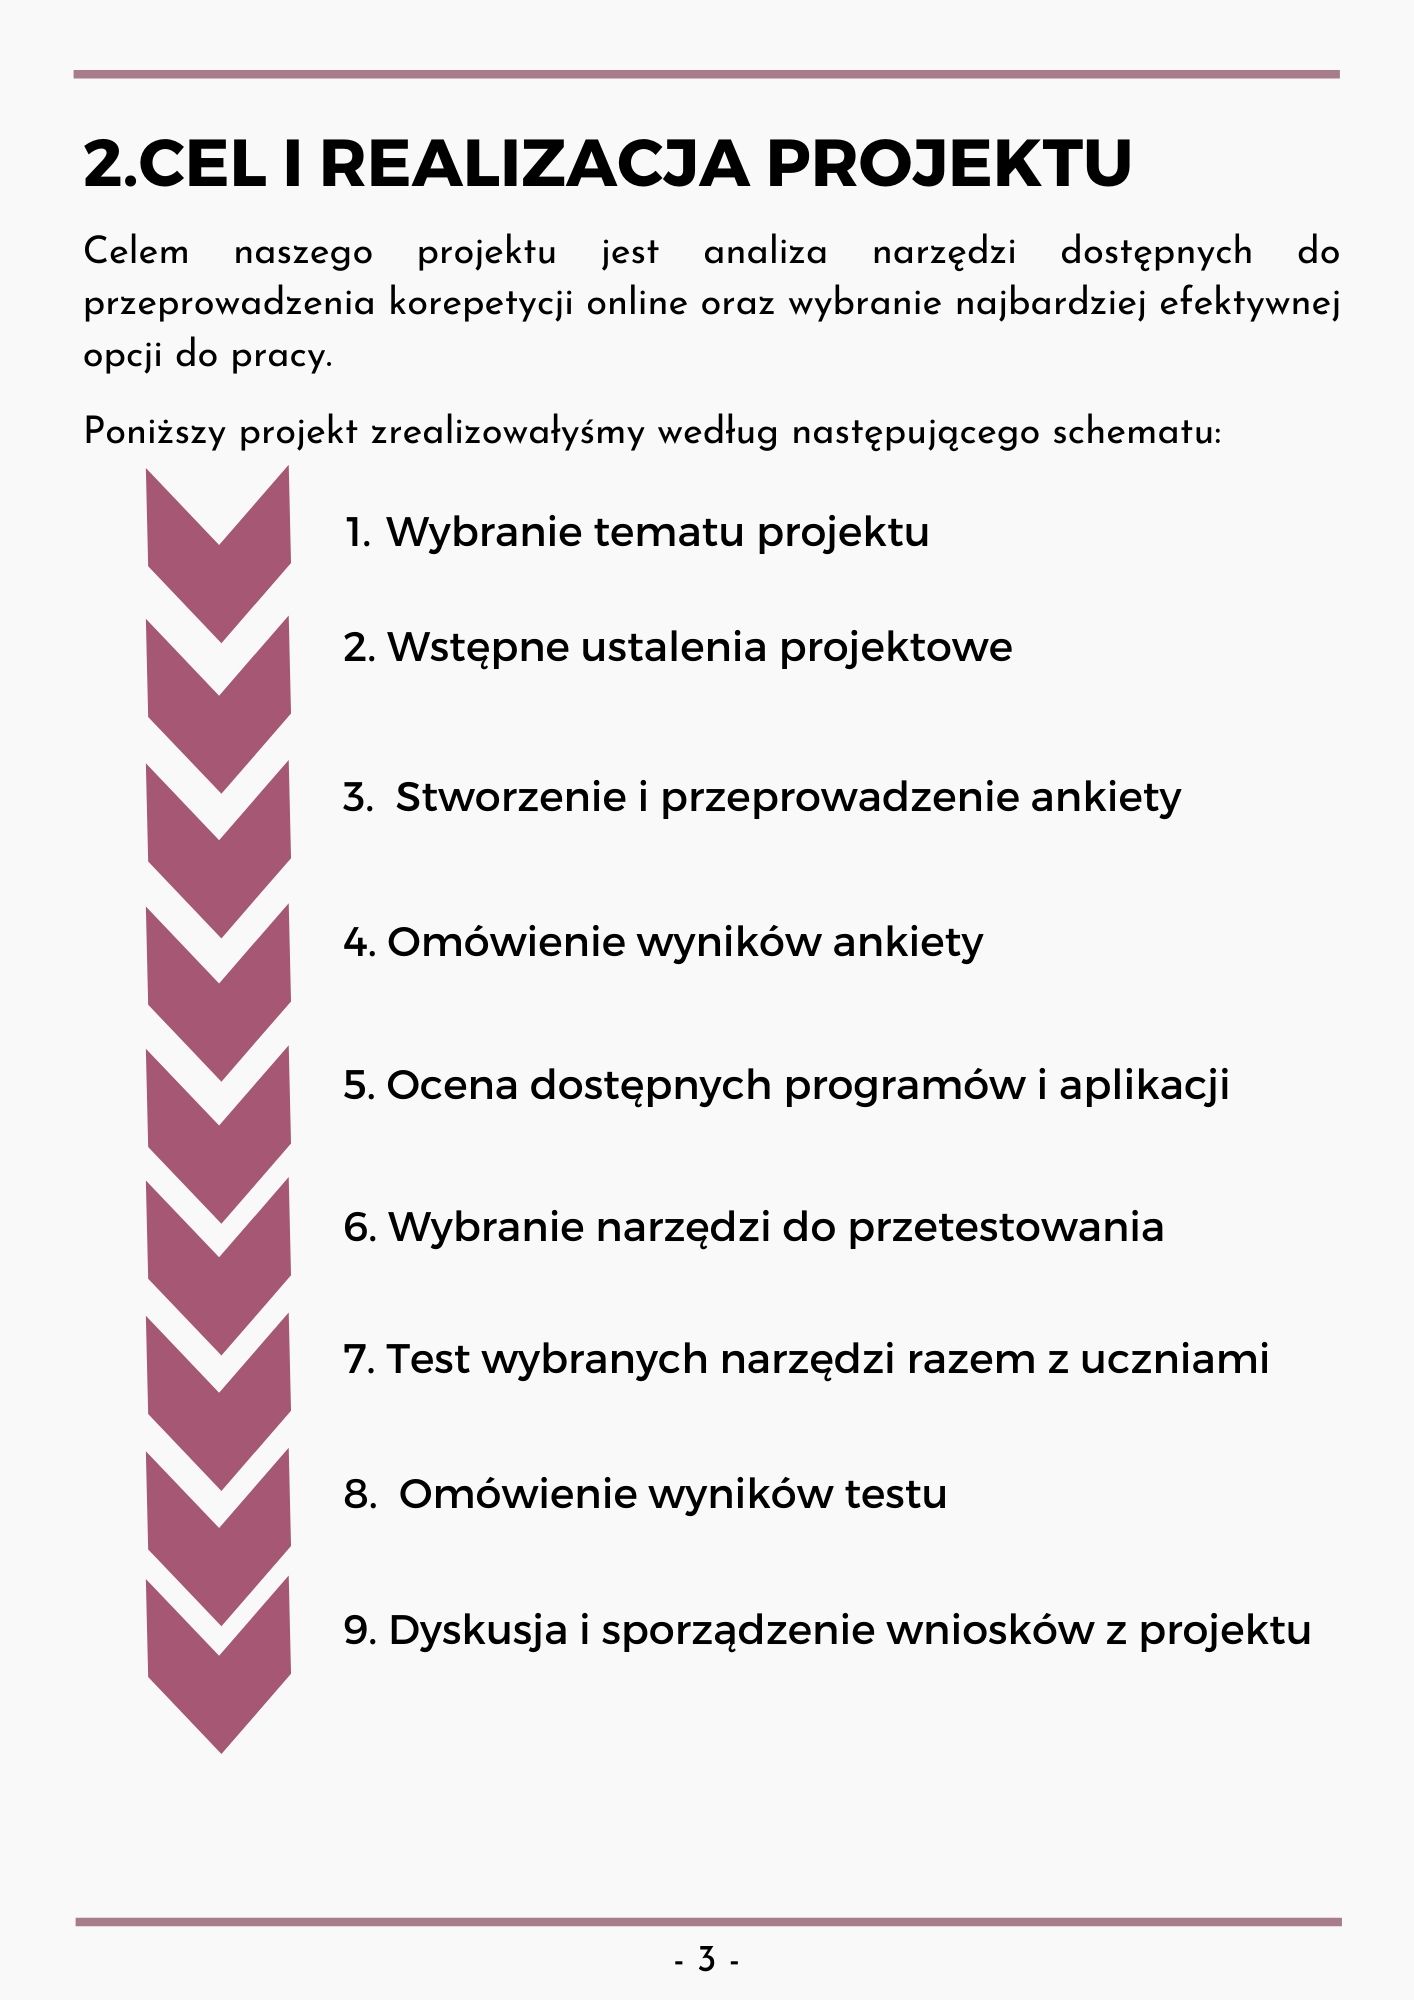 2.CEL I REALIZACJA PROJEKTU
Celem naszego projektu jest analiza narzędzi dostępnych do
przeprowadzenia korepetycji online oraz wybranie najbardziej efektywnej
opcji do pracy.
Poniższy projekt zrealizowałyśmy według następującego schematu:
1. Wybranie tematu projektu
2. Wstępne ustalenia projektowe
3. Stworzenie i przeprowadzenie ankiety
4. Omówienie wyników ankiety
5. Ocena dostępnych programów i aplikacji
6. Wybranie narzędzi do przetestowania
7. Test wybranych narzędzi razem z uczniami
8. Omówienie wyników testu
9. Dyskusja i sporządzenie wniosków z projektu
- 3 -